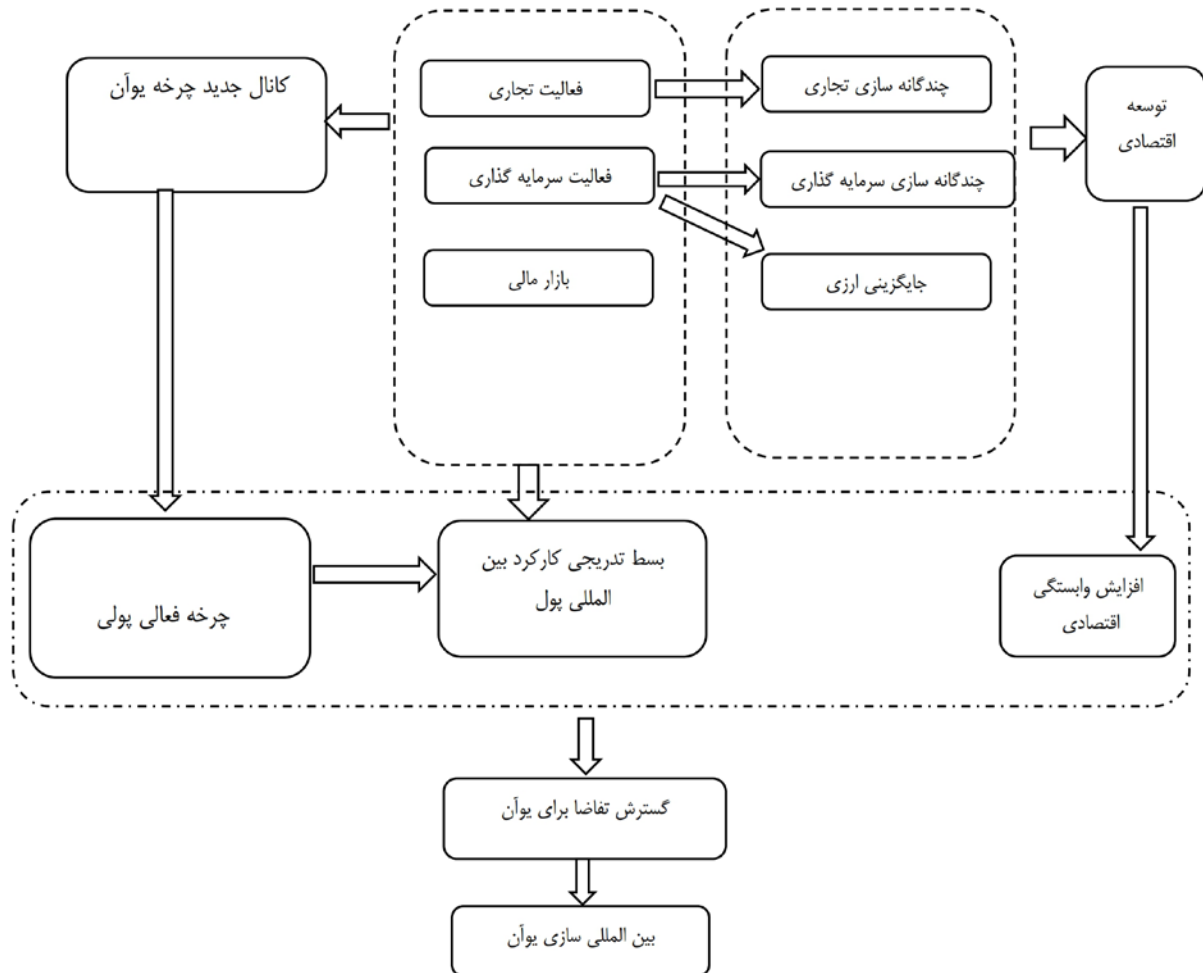 کانال جدید چرخه یوآن
فعالیت تجاری
چندگانه سازی تجاری
توسعه
اقتصادی
فعالیت سرمایه گذاری
چندگانه سازی سرمایه گذاری
بازار مالی
جایگزینی ارزی
چرخه فعالی پولی
بسط تدریجی کارکرد بین
المللی پول
افزایش وابستگی
اقتصادی
گسترش تفاضا برای یوآن
بین المللی سازی یوآن